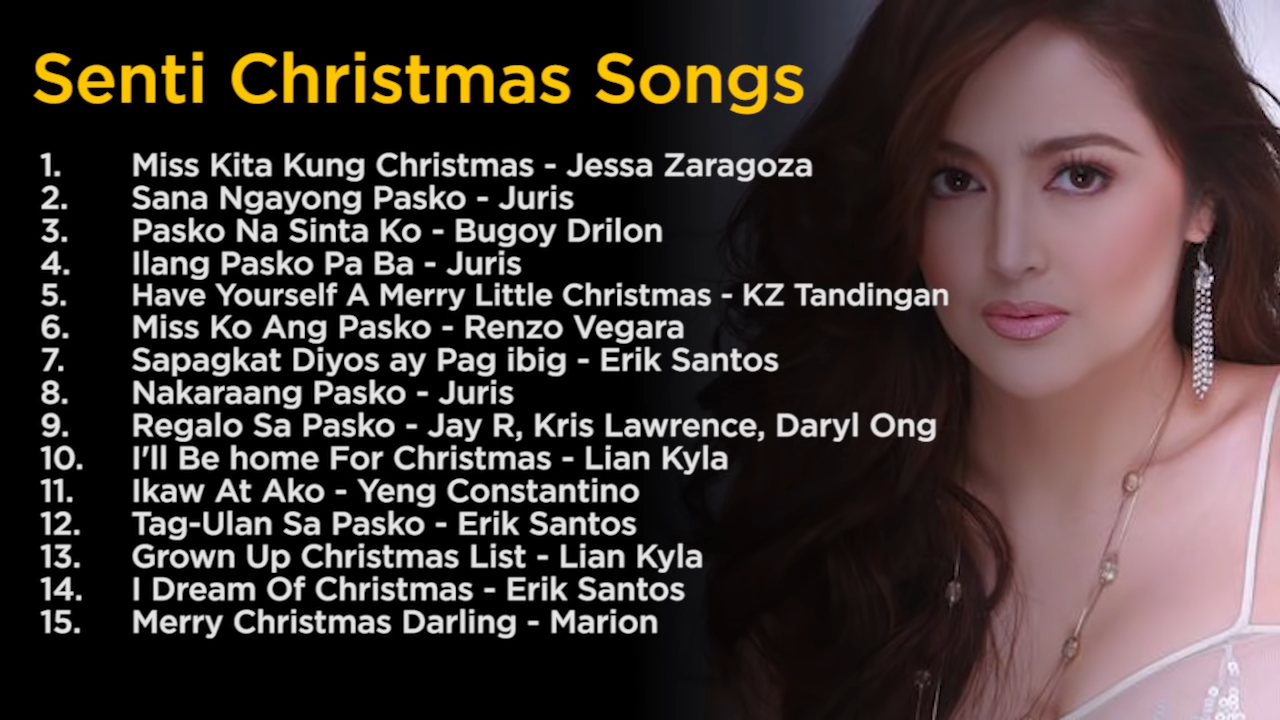 Senti Christmas Songs
1. Miss Kita Kung Christmas - Jessa Zaragoza
2. Sana Ngayong Pasko - Juris
3. Pasko Na Sinta Ko - Bugoy Drilon
4. Ilang Pasko Pa Ba - Juris
5. Have Yourself A Merry Little Christmas - KZ Tandingan
6. Miss Ko Ang Pasko - Renzo Vegara
7. Sapagkat Diyos ay Pag ibig - Erik Santos
8. Nakaraang Pasko - Juris
9. Regalo Sa Pasko - Jay R, Kris Lawrence, Daryl Ong
10. I'll Be home For Christmas - Lian Kyla
11. Ikaw At Ako - Yeng Constantino
12. Tag-Ulan Sa Pasko - Erik Santos
13. Grown Up Christmas List - Lian Kyla
14. I Dream Of Christmas - Erik Santos
15. Merry Christmas Darling - Marion